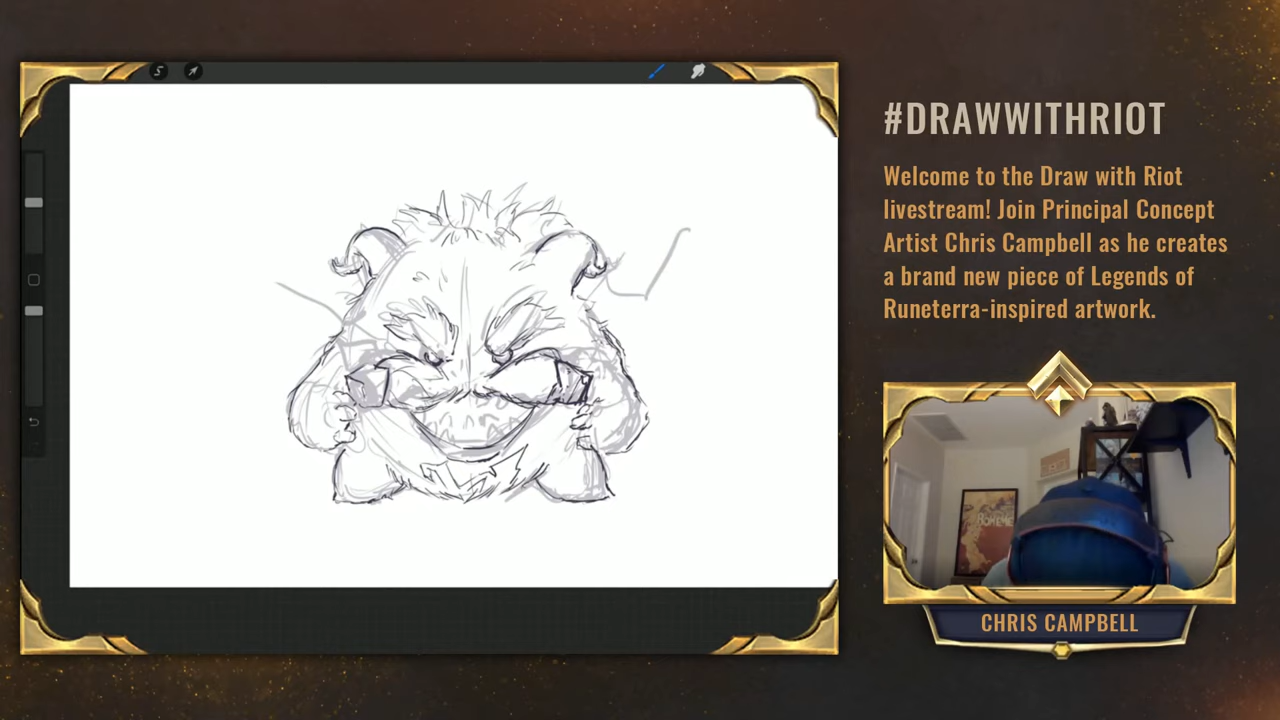 #DRAWWITHRIOT
Welcome to the Draw with Riot
livestream! Join Principal Concept
Artist Chris Campbell as he creates
a brand new piece of Legends of
Runeterra-inspired artwork.
CHRIS CAMPBELL